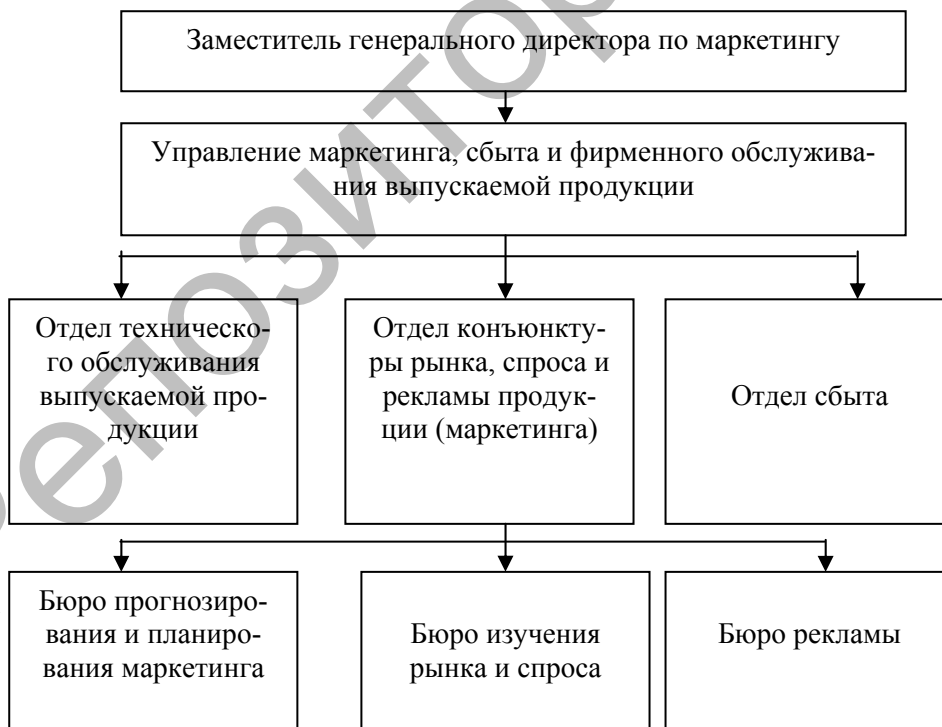 Заместитель генерального директора по маркетингу
Управление маркетинга, сбыта и фирменного обслужива-
ния выпускаемой продукции
Отдел техническо-
го обслуживания
выпускаемой про-
дукции
Отдел конъюнкту-
ры рынка, спроса и
рекламы продук-
ции (маркетинга)
Отдел сбыта
Бюро прогнозиро-
вания и планиро-
вания маркетинга
Бюро изучения
рынка и спроса
Бюро рекламы